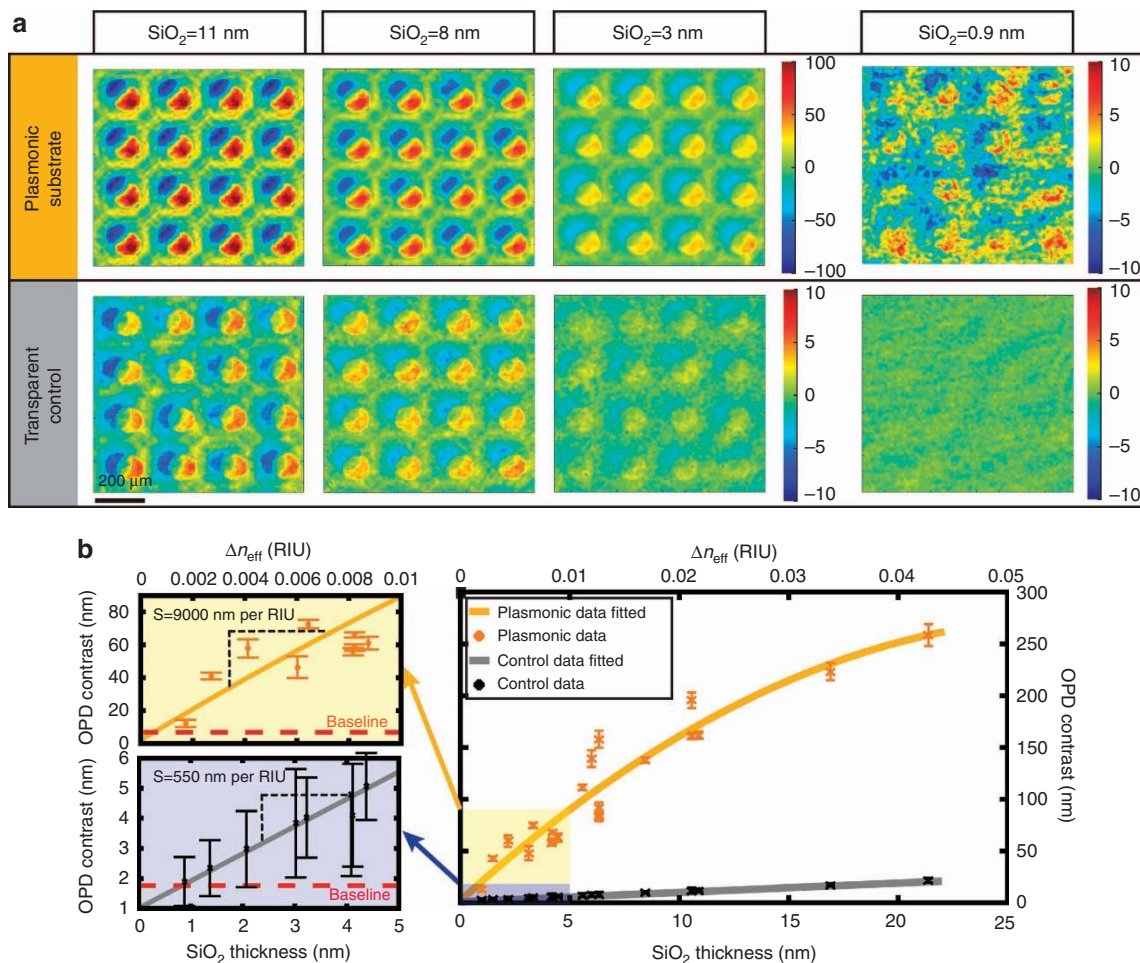 a
SiO2=11 nm
SiO2=8 nm
SiO2=3 nm
SiO2=0.9 nm
Plasmonic
substrate
100
50
0
−50
−100
10
5
0
−5
−10
Transparent
control
200 µm
10
5
0
−5
−10
10
5
0
−5
−10
b
Δneff (RIU)
0 0.002 0.004 0.006 0.008 0.01
S=9000 nm per RIU
80
60
40
20
0
OPD contrast
(nm)
Baseline
S=550 nm per RIU
6
5
4
3
2
1
OPD contrast
(nm)
Baseline
0 1 2 3 4 5
SiO2 thickness (nm)
Δneff (RIU)
0 0.01 0.02 0.03 0.04 0.05
Plasmonic data fitted
Plasmonic data
Control data fitted
Control data
300
250
200
150
100
50
0
OPD contrast
(nm)
0 5 10 15 20 25
SiO2 thickness (nm)